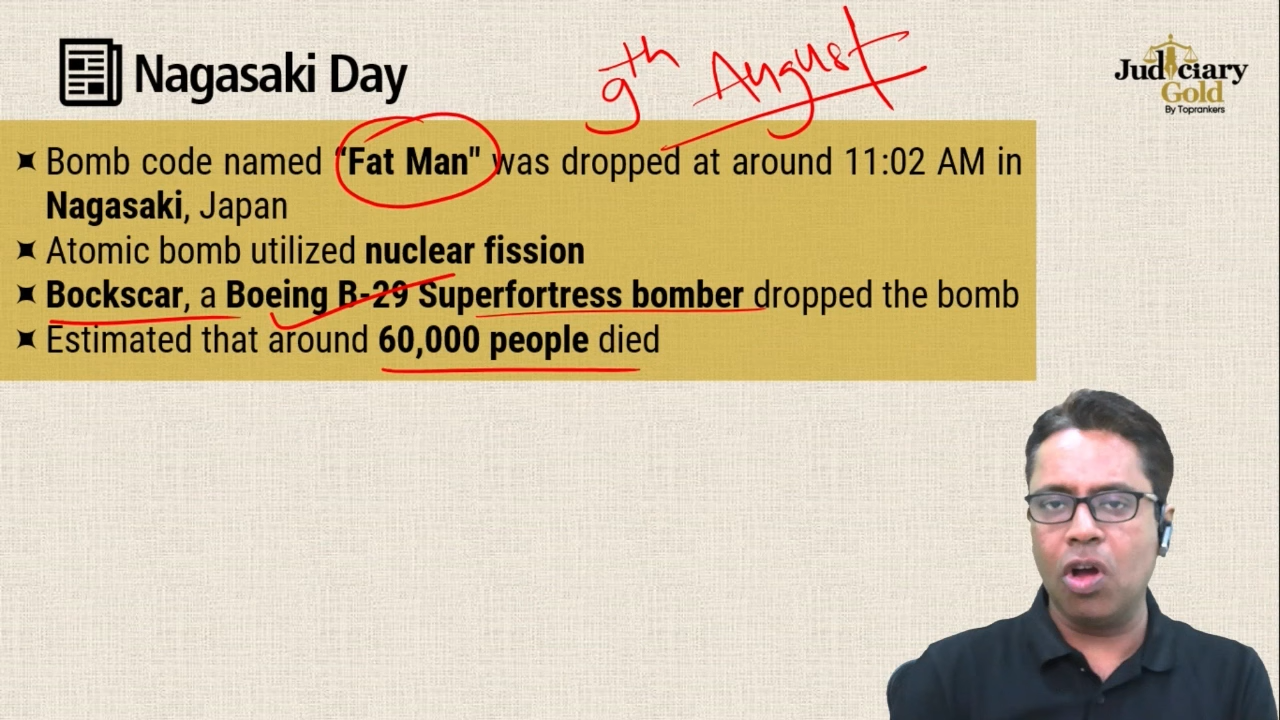 Nagasaki Day
9th August
Judiciary
Gold
By Toprankers
Bomb code named “Fat Man" was dropped at around 11:02 AM in
Nagasaki, Japan
Atomic bomb utilized nuclear fission
Bockscar, a Boeing B-29 Superfortress bomber dropped the bomb
Estimated that around 60,000 people died